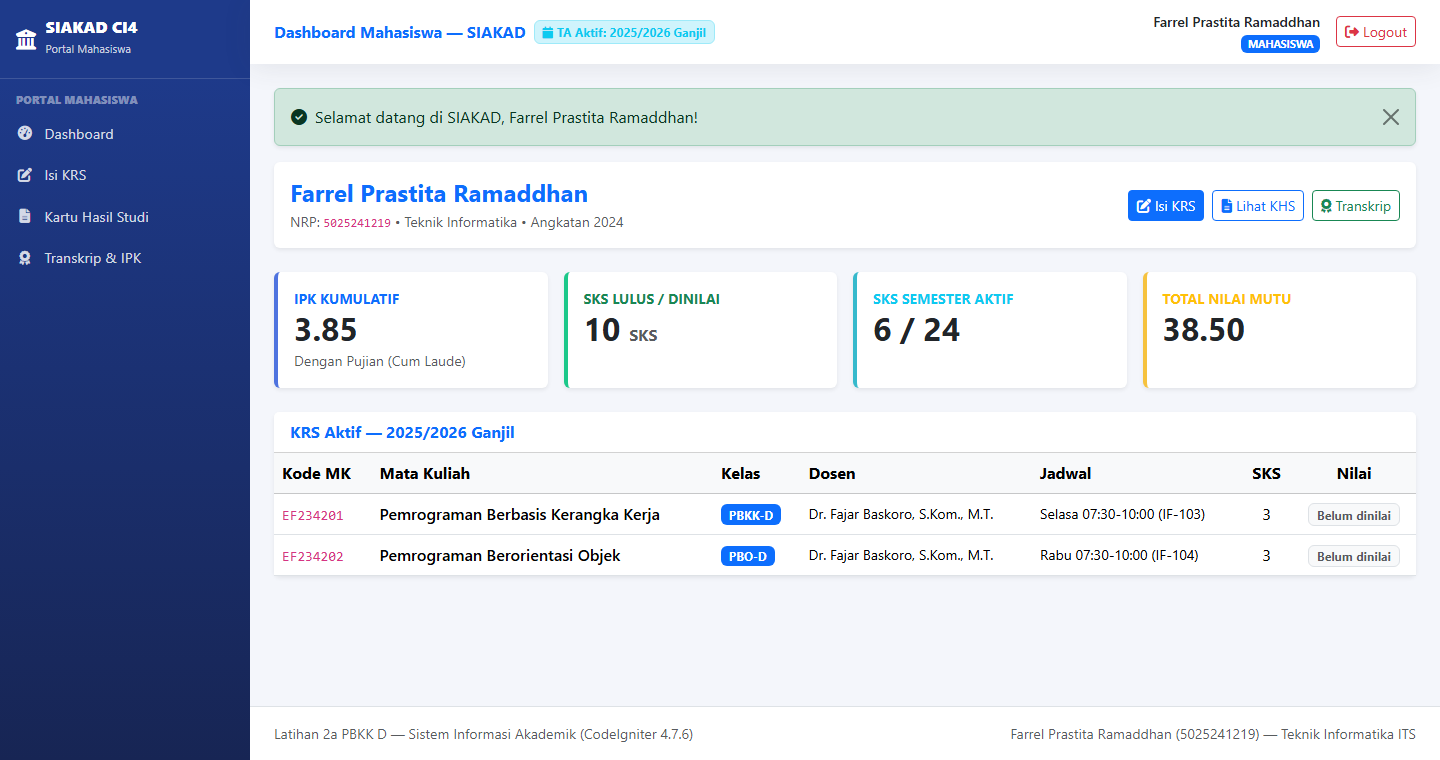 SIAKAD CI4
Portal Mahasiswa
PORTAL MAHASISWA
Dashboard
Isi KRS
Kartu Hasil Studi
Transkrip & IPK
Dashboard Mahasiswa — SIAKAD
TA Aktif: 2025/2026 Ganjil
Farrel Prastita Ramaddhan
MAHASISWA
Logout
Selamat datang di SIAKAD, Farrel Prastita Ramaddhan!
Farrel Prastita Ramaddhan
NRP: 5025241219 • Teknik Informatika • Angkatan 2024
Isi KRS
Lihat KHS
Transkrip
IPK KUMULATIF
3.85
Dengan Pujian (Cum Laude)
SKS LULUS / DINILAI
10 SKS
SKS SEMESTER AKTIF
6 / 24
TOTAL NILAI MUTU
38.50
KRS Aktif — 2025/2026 Ganjil
Kode MK Mata Kuliah Kelas Dosen Jadwal SKS Nilai
EF234201 Pemrograman Berbasis Kerangka Kerja PBKK-D Dr. Fajar Baskoro, S.Kom., M.T. Selasa 07:30-10:00 (IF-103) 3 Belum dinilai
EF234202 Pemrograman Berorientasi Objek PBO-D Dr. Fajar Baskoro, S.Kom., M.T. Rabu 07:30-10:00 (IF-104) 3 Belum dinilai
Latihan 2a PBKK D — Sistem Informasi Akademik (CodeIgniter 4.7.6)
Farrel Prastita Ramaddhan (5025241219) — Teknik Informatika ITS